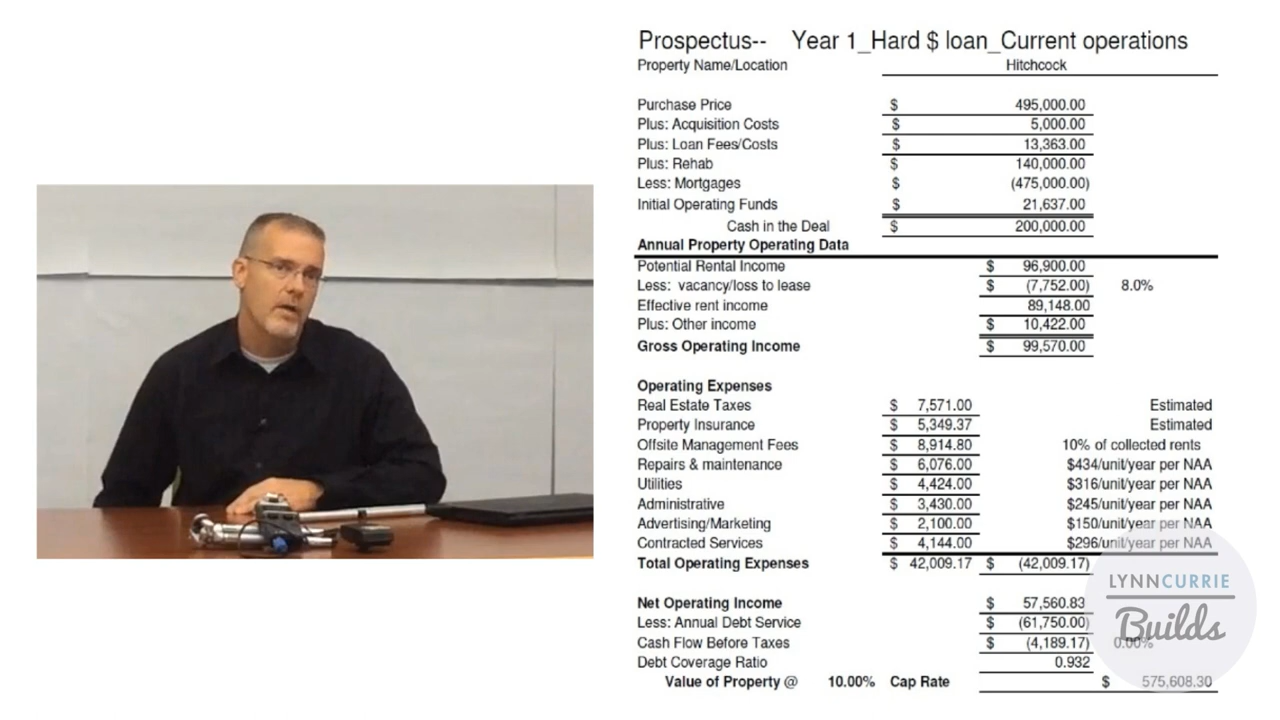 Prospectus-- Year 1_Hard $ loan_Current operations
Property Name/Location Hitchcock
Purchase Price $ 495,000.00
Plus: Acquisition Costs $ 5,000.00
Plus: Loan Fees/Costs $ 13,363.00
Plus: Rehab $ 140,000.00
Less: Mortgages $ (475,000.00)
Initial Operating Funds $ 21,637.00
Cash in the Deal $ 200,000.00
Annual Property Operating Data
Potential Rental Income $ 96,900.00
Less: vacancy/loss to lease $ (7,752.00) 8.0%
Effective rent income 89,148.00
Plus: Other income $ 10,422.00
Gross Operating Income $ 99,570.00
Operating Expenses
Real Estate Taxes $ 7,571.00 Estimated
Property Insurance $ 5,349.37 Estimated
Offsite Management Fees $ 8,914.80 10% of collected rents
Repairs & maintenance $ 6,076.00 $434/unit/year per NAA
Utilities $ 4,424.00 $316/unit/year per NAA
Administrative $ 3,430.00 $245/unit/year per NAA
Advertising/Marketing $ 2,100.00 $150/unit/year per NAA
Contracted Services $ 4,144.00 $296/unit/year per NAA
Total Operating Expenses $ 42,009.17 $ (42,009.17)
LYNNCURRIE
Builds
Net Operating Income $ 57,560.83
Less: Annual Debt Service $ (61,750.00)
Cash Flow Before Taxes $ (4,189.17) 0.00%
Debt Coverage Ratio 0.932
Value of Property @ 10.00% Cap Rate $ 575,608.30